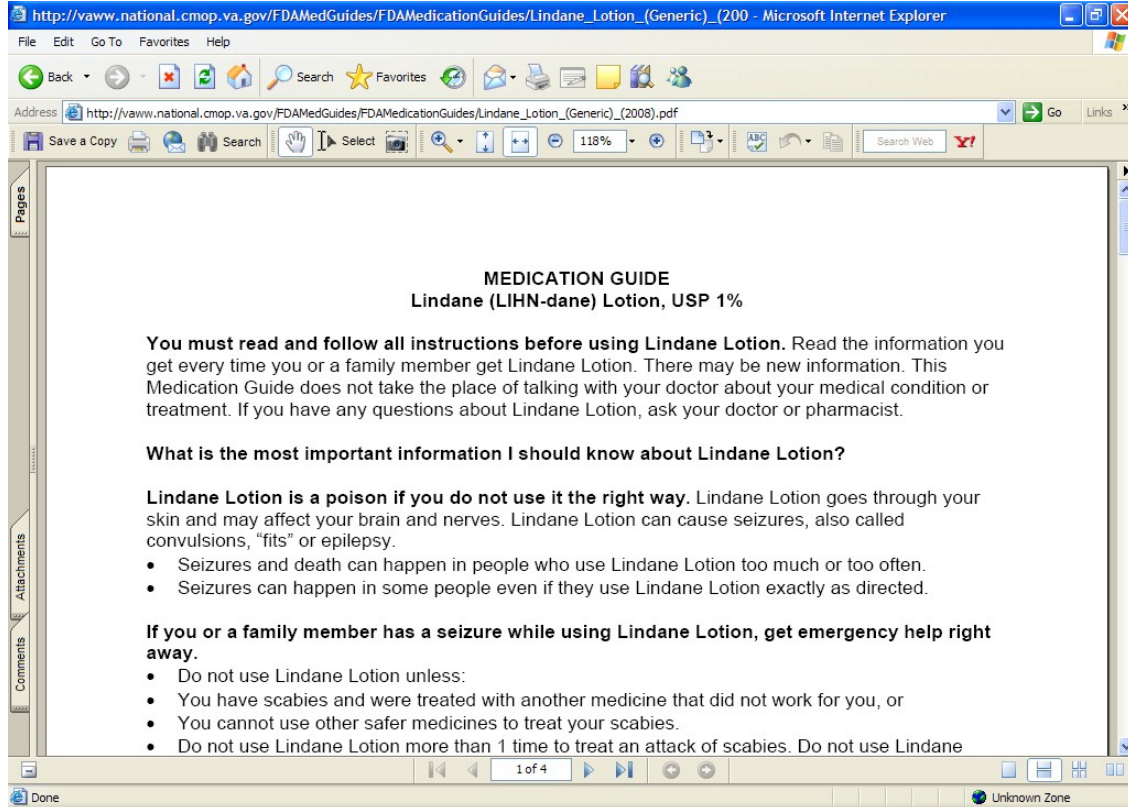 http://vaww.national.cmop.va.gov/FDAMedGuides/FDAMedicationGuides/Lindane_Lotion_(Generic)_(200 - Microsoft Internet Explorer
File Edit Go To Favorites Help
Back Search Favorites
Address http://vaww.national.cmop.va.gov/FDAMedGuides/FDAMedicationGuides/Lindane_Lotion_(Generic)_(2008).pdf Go Links »
Save a Copy Search Select 118% ABC Search Web Y!
Pages
Attachments
Comments
MEDICATION GUIDE
Lindane (LIHN-dane) Lotion, USP 1%
You must read and follow all instructions before using Lindane Lotion. Read the information you
get every time you or a family member get Lindane Lotion. There may be new information. This
Medication Guide does not take the place of talking with your doctor about your medical condition or
treatment. If you have any questions about Lindane Lotion, ask your doctor or pharmacist.
What is the most important information I should know about Lindane Lotion?
Lindane Lotion is a poison if you do not use it the right way. Lindane Lotion goes through your
skin and may affect your brain and nerves. Lindane Lotion can cause seizures, also called
convulsions, “fits” or epilepsy.
• Seizures and death can happen in people who use Lindane Lotion too much or too often.
• Seizures can happen in some people even if they use Lindane Lotion exactly as directed.
If you or a family member has a seizure while using Lindane Lotion, get emergency help right
away.
• Do not use Lindane Lotion unless:
• You have scabies and were treated with another medicine that did not work for you, or
• You cannot use other safer medicines to treat your scabies.
• Do not use Lindane Lotion more than 1 time to treat an attack of scabies. Do not use Lindane
1 of 4
Done Unknown Zone